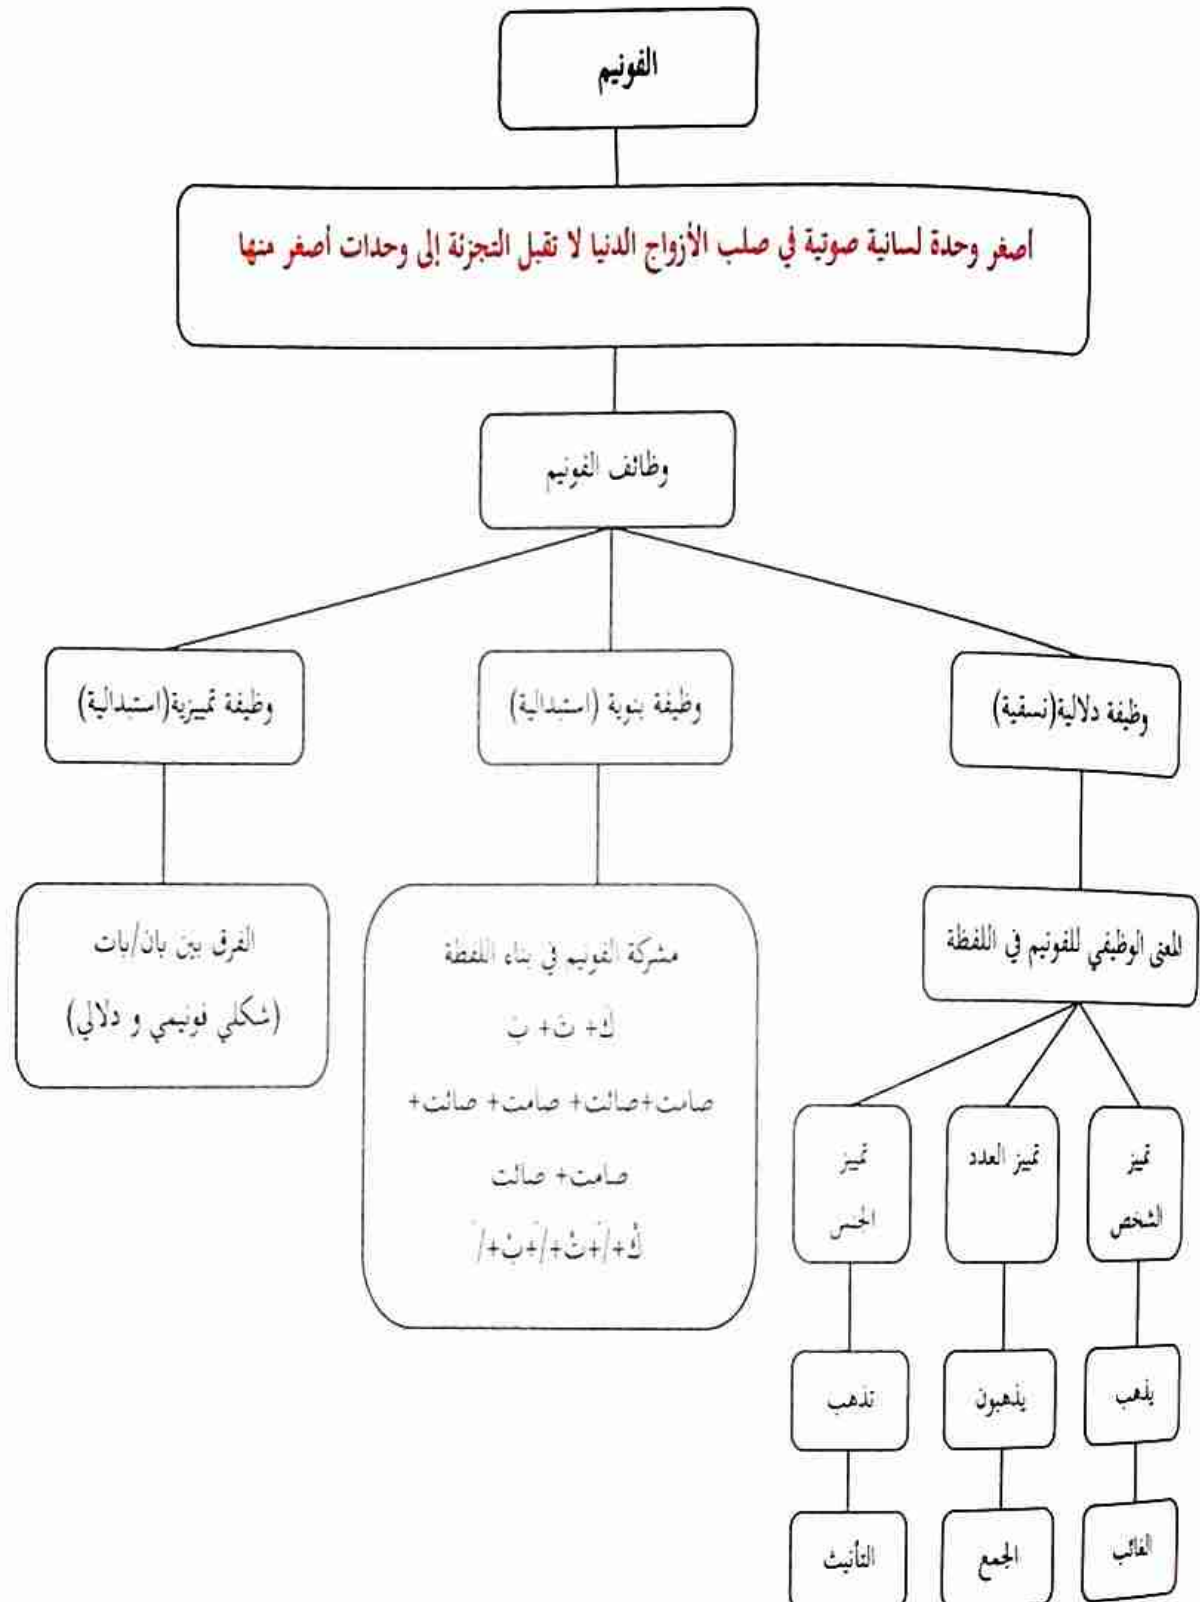 الفونيم
أصغر وحدة لسانية صوتية في صلب الأزواج الدنيا لا تقبل التجزئة إلى وحدات أصغر منها
وظائف الفونيم
وظيفة دلالية(نسقية)
وظيفة بنوية (استبدالية)
وظيفة تمييزية(استبدالية)
المعنى الوظيفي للفونيم في اللفظة
مشركة الفونيم في بناء اللفظة
كَ+ تَ+ بَ
صامت+صائت+ صامت+ صائت+
صامت+ صائت
كْ+/َ+تْ+/َ+بْ+/َ
الفرق بين بان/بات
(شكلي فونيمي و دلالي)
تمييز
الشخص
تمييز العدد
تمييز
الجنس
يذهب
يذهبون
تذهب
الغائب
الجمع
التأنيث